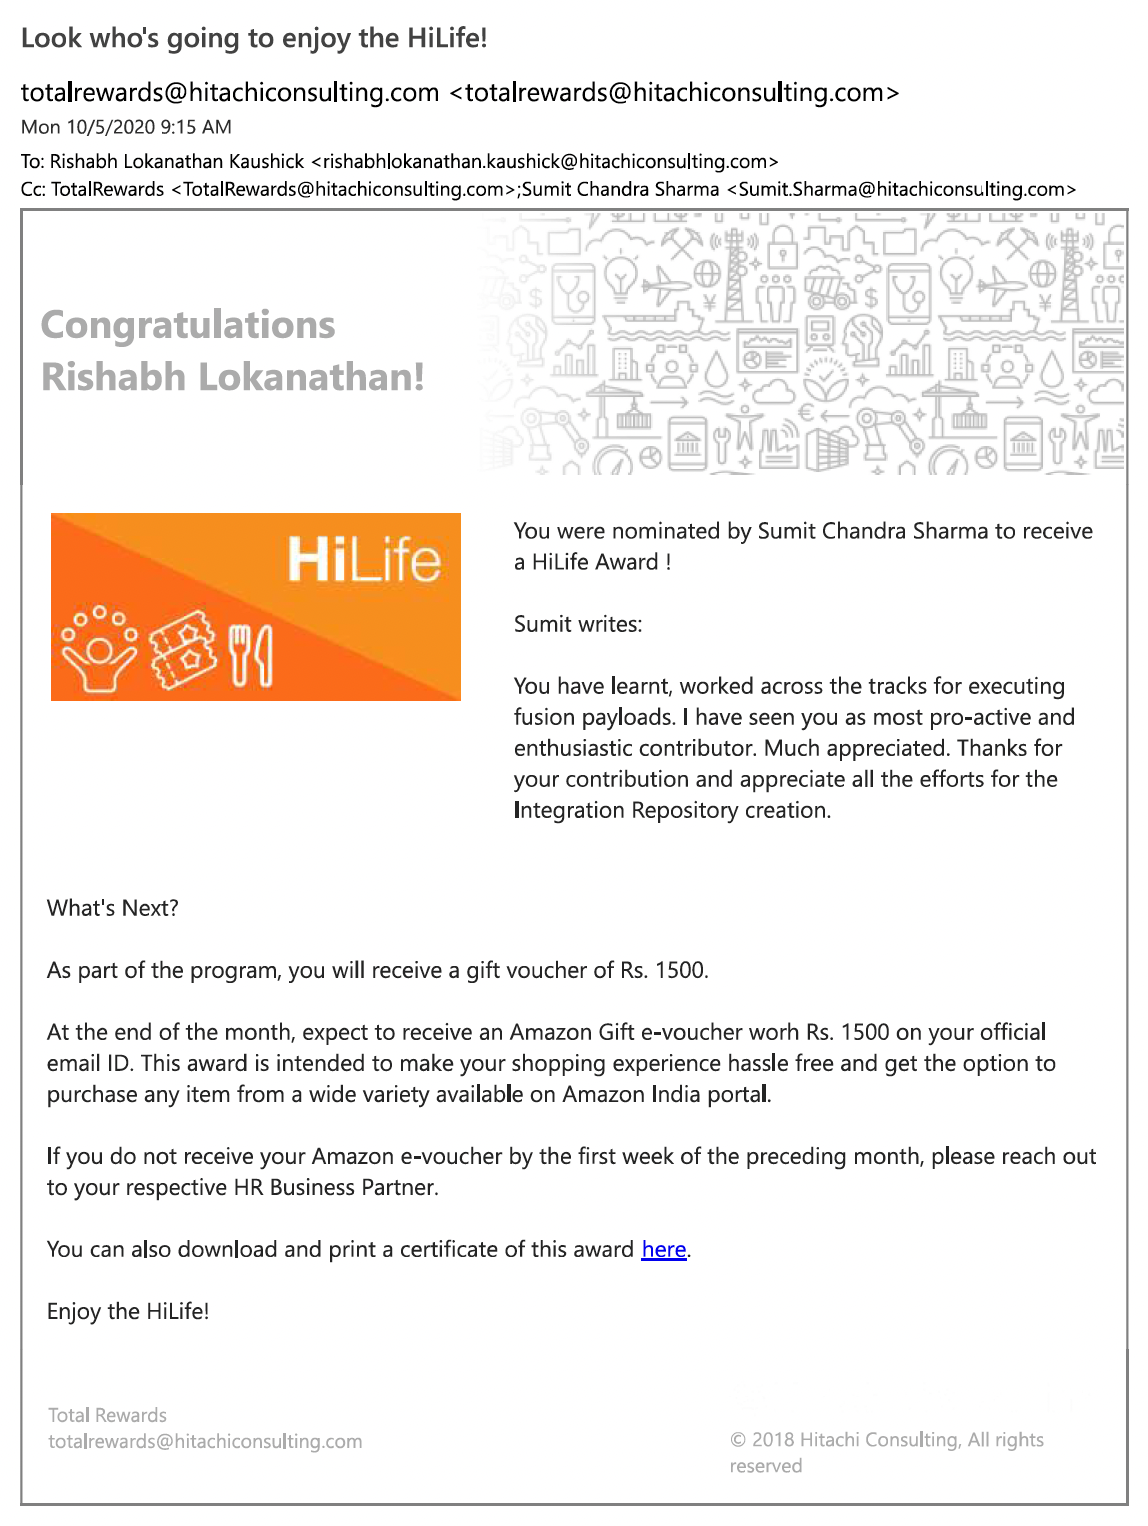 Look who's going to enjoy the HiLife!
totalrewards@hitachiconsulting.com <totalrewards@hitachiconsulting.com>
Mon 10/5/2020 9:15 AM
To: Rishabh Lokanathan Kaushick <rishabhlokanathan.kaushick@hitachiconsulting.com>
Cc: TotalRewards <TotalRewards@hitachiconsulting.com>;Sumit Chandra Sharma <Sumit.Sharma@hitachiconsulting.com>
Congratulations
Rishabh Lokanathan!
HiLife
You were nominated by Sumit Chandra Sharma to receive
a HiLife Award !
Sumit writes:
You have learnt, worked across the tracks for executing
fusion payloads. I have seen you as most pro-active and
enthusiastic contributor. Much appreciated. Thanks for
your contribution and appreciate all the efforts for the
Integration Repository creation.
What's Next?
As part of the program, you will receive a gift voucher of Rs. 1500.
At the end of the month, expect to receive an Amazon Gift e-voucher worh Rs. 1500 on your official
email ID. This award is intended to make your shopping experience hassle free and get the option to
purchase any item from a wide variety available on Amazon India portal.
If you do not receive your Amazon e-voucher by the first week of the preceding month, please reach out
to your respective HR Business Partner.
You can also download and print a certificate of this award here.
Enjoy the HiLife!
Total Rewards
totalrewards@hitachiconsulting.com
© 2018 Hitachi Consulting, All rights
reserved